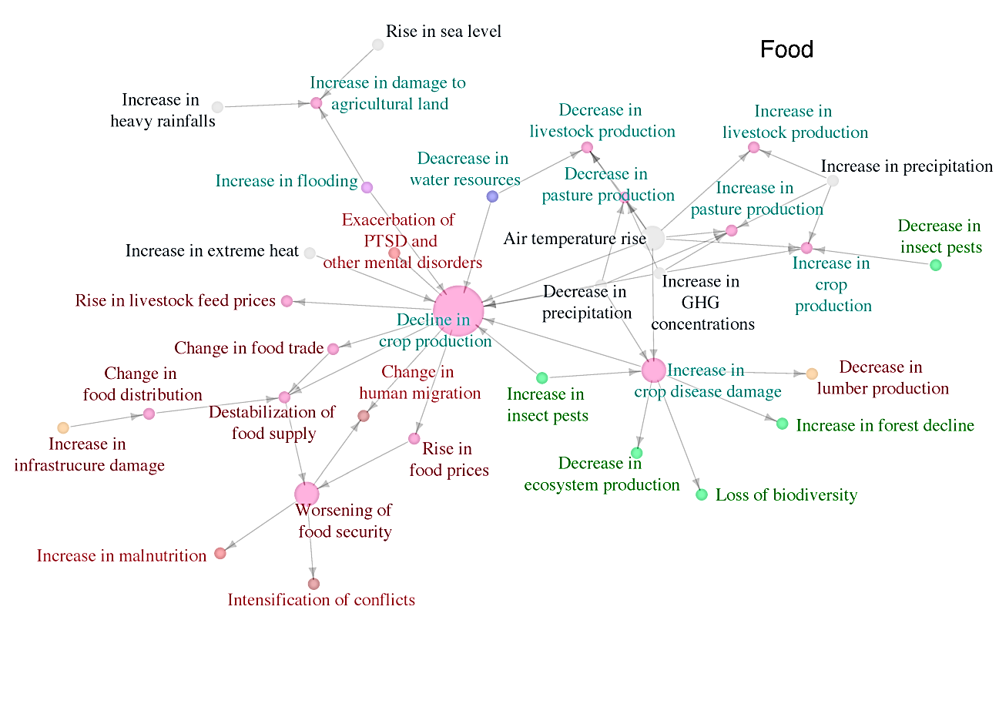 Rise in sea level
Food
Increase in damage to
agricultural land
Increase in
heavy rainfalls
Decrease in
livestock production
Increase in
livestock production
Deacrease in
water resources
Increase in precipitation
Increase in flooding
Decrease in
pasture production
Increase in
pasture production
Exacerbation of
PTSD and
other mental disorders
Air temperature rise
Decrease in
insect pests
Increase in extreme heat
Increase in
crop
production
Rise in livestock feed prices
Decrease in
precipitation
Increase in
GHG
concentrations
Decline in
crop production
Change in food trade
Change in
food distribution
Change in
human migration
Increase in
crop disease damage
Decrease in
lumber production
Increase in
insect pests
Destabilization of
food supply
Increase in forest decline
Increase in
infrastrucure damage
Rise in
food prices
Decrease in
ecosystem production
Loss of biodiversity
Worsening of
food security
Increase in malnutrition
Intensification of conflicts